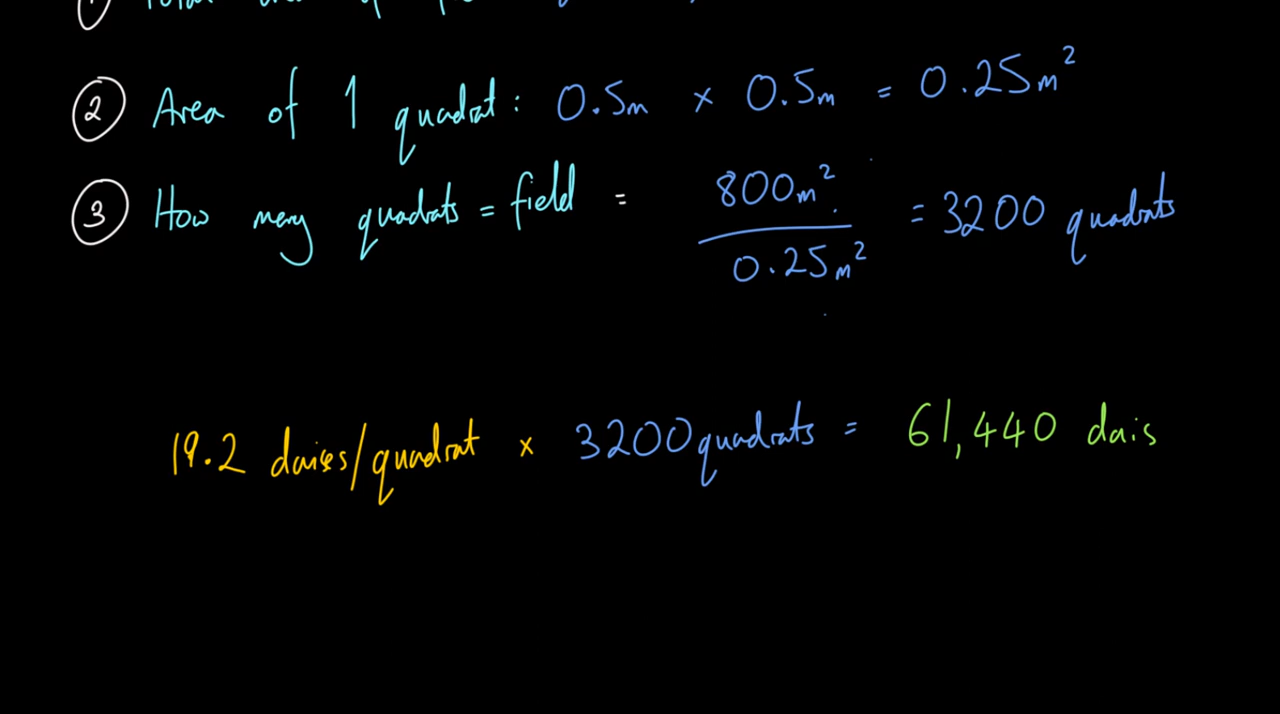 ② Area of 1 quadrat: 0.5m × 0.5m = 0.25m²
③ How many quadrats = field = 800m² / 0.25m² = 3200 quadrats
19.2 daises/quadrat × 3200 quadrats = 61,440 dais